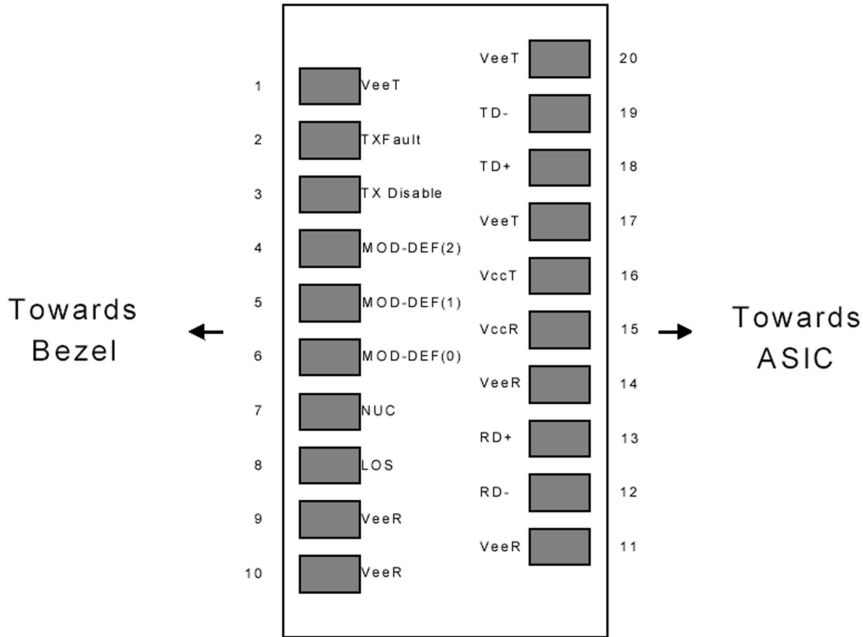 VeeT 20
1 VeeT
TD- 19
2 TXFault
TD+ 18
3 TX Disable
VeeT 17
4 MOD-DEF(2)
VccT 16
5 MOD-DEF(1)
Towards
Bezel
VccR 15
Towards
ASIC
6 MOD-DEF(0)
VeeR 14
7 NUC
RD+ 13
8 LOS
RD- 12
9 VeeR
VeeR 11
10 VeeR